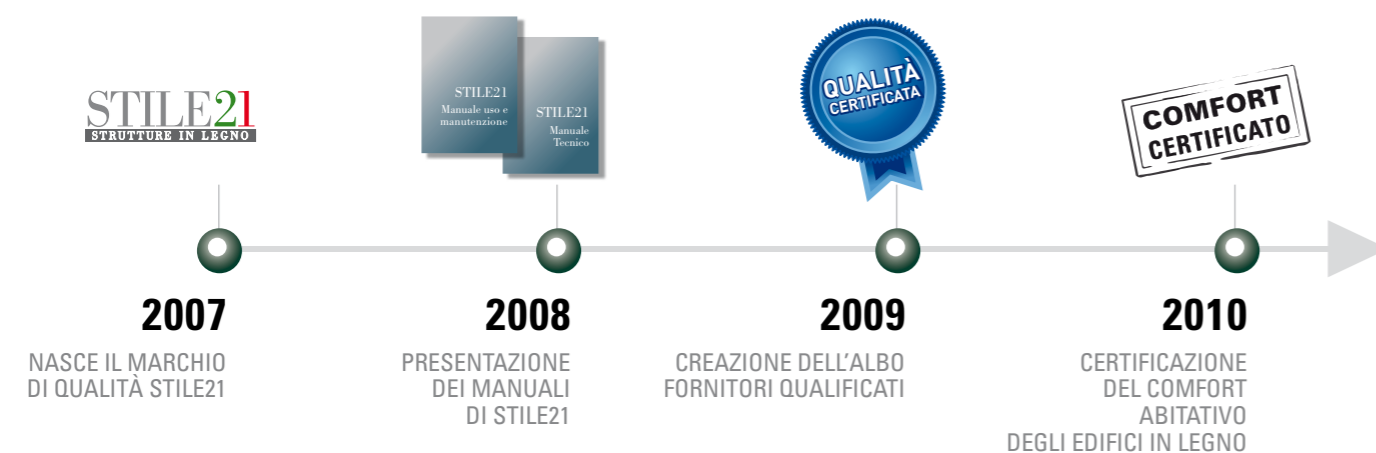 STILE21
STRUTTURE IN LEGNO
STILE21
Manuale uso e
manutenzione
STILE21
Manuale
Tecnico
QUALITÀ
CERTIFICATA
COMFORT
CERTIFICATO
2007
NASCE IL MARCHIO
DI QUALITÀ STILE21
2008
PRESENTAZIONE
DEI MANUALI
DI STILE21
2009
CREAZIONE DELL'ALBO
FORNITORI QUALIFICATI
2010
CERTIFICAZIONE
DEL COMFORT
ABITATIVO
DEGLI EDIFICI IN LEGNO